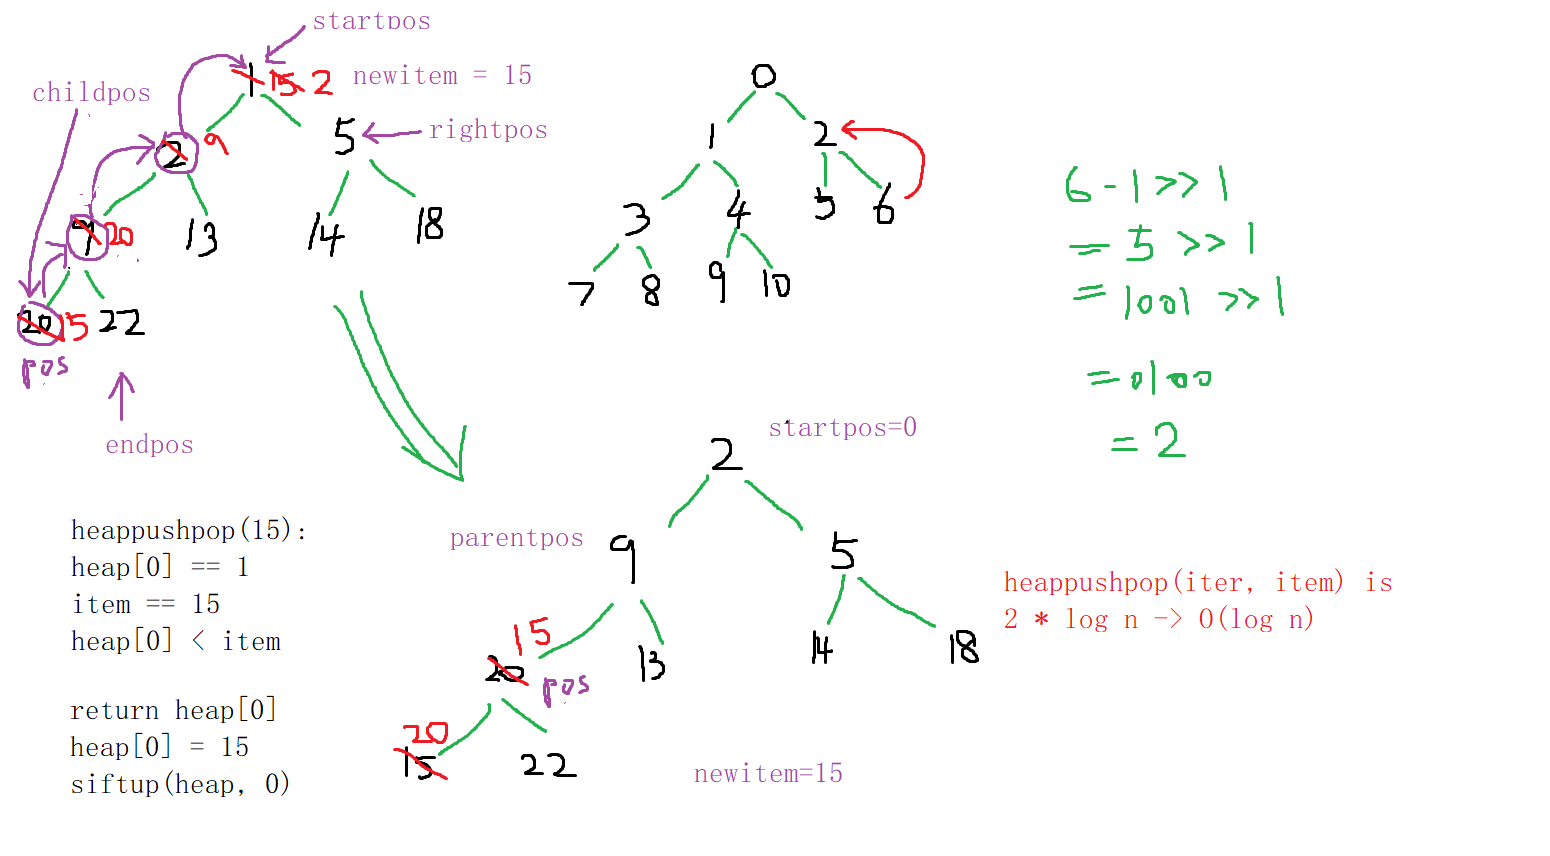 startpos
1 15 2 newitem = 15
childpos
2 9 5 rightpos
9 20 13 14 18
20 15 22
pos
endpos
0
1 2
3 4 5 6
7 8 9 10
6-1>>1
= 5 >> 1
= 1001 >> 1
= 0100
= 2
heappushpop(15):
heap[0] == 1
item == 15
heap[0] < item
return heap[0]
heap[0] = 15
siftup(heap, 0)
2 startpos=0
parentpos 9 5
15
20 pos 13 14 18
20
15 22
newitem=15
heappushpop(iter, item) is
2 * log n -> O(log n)